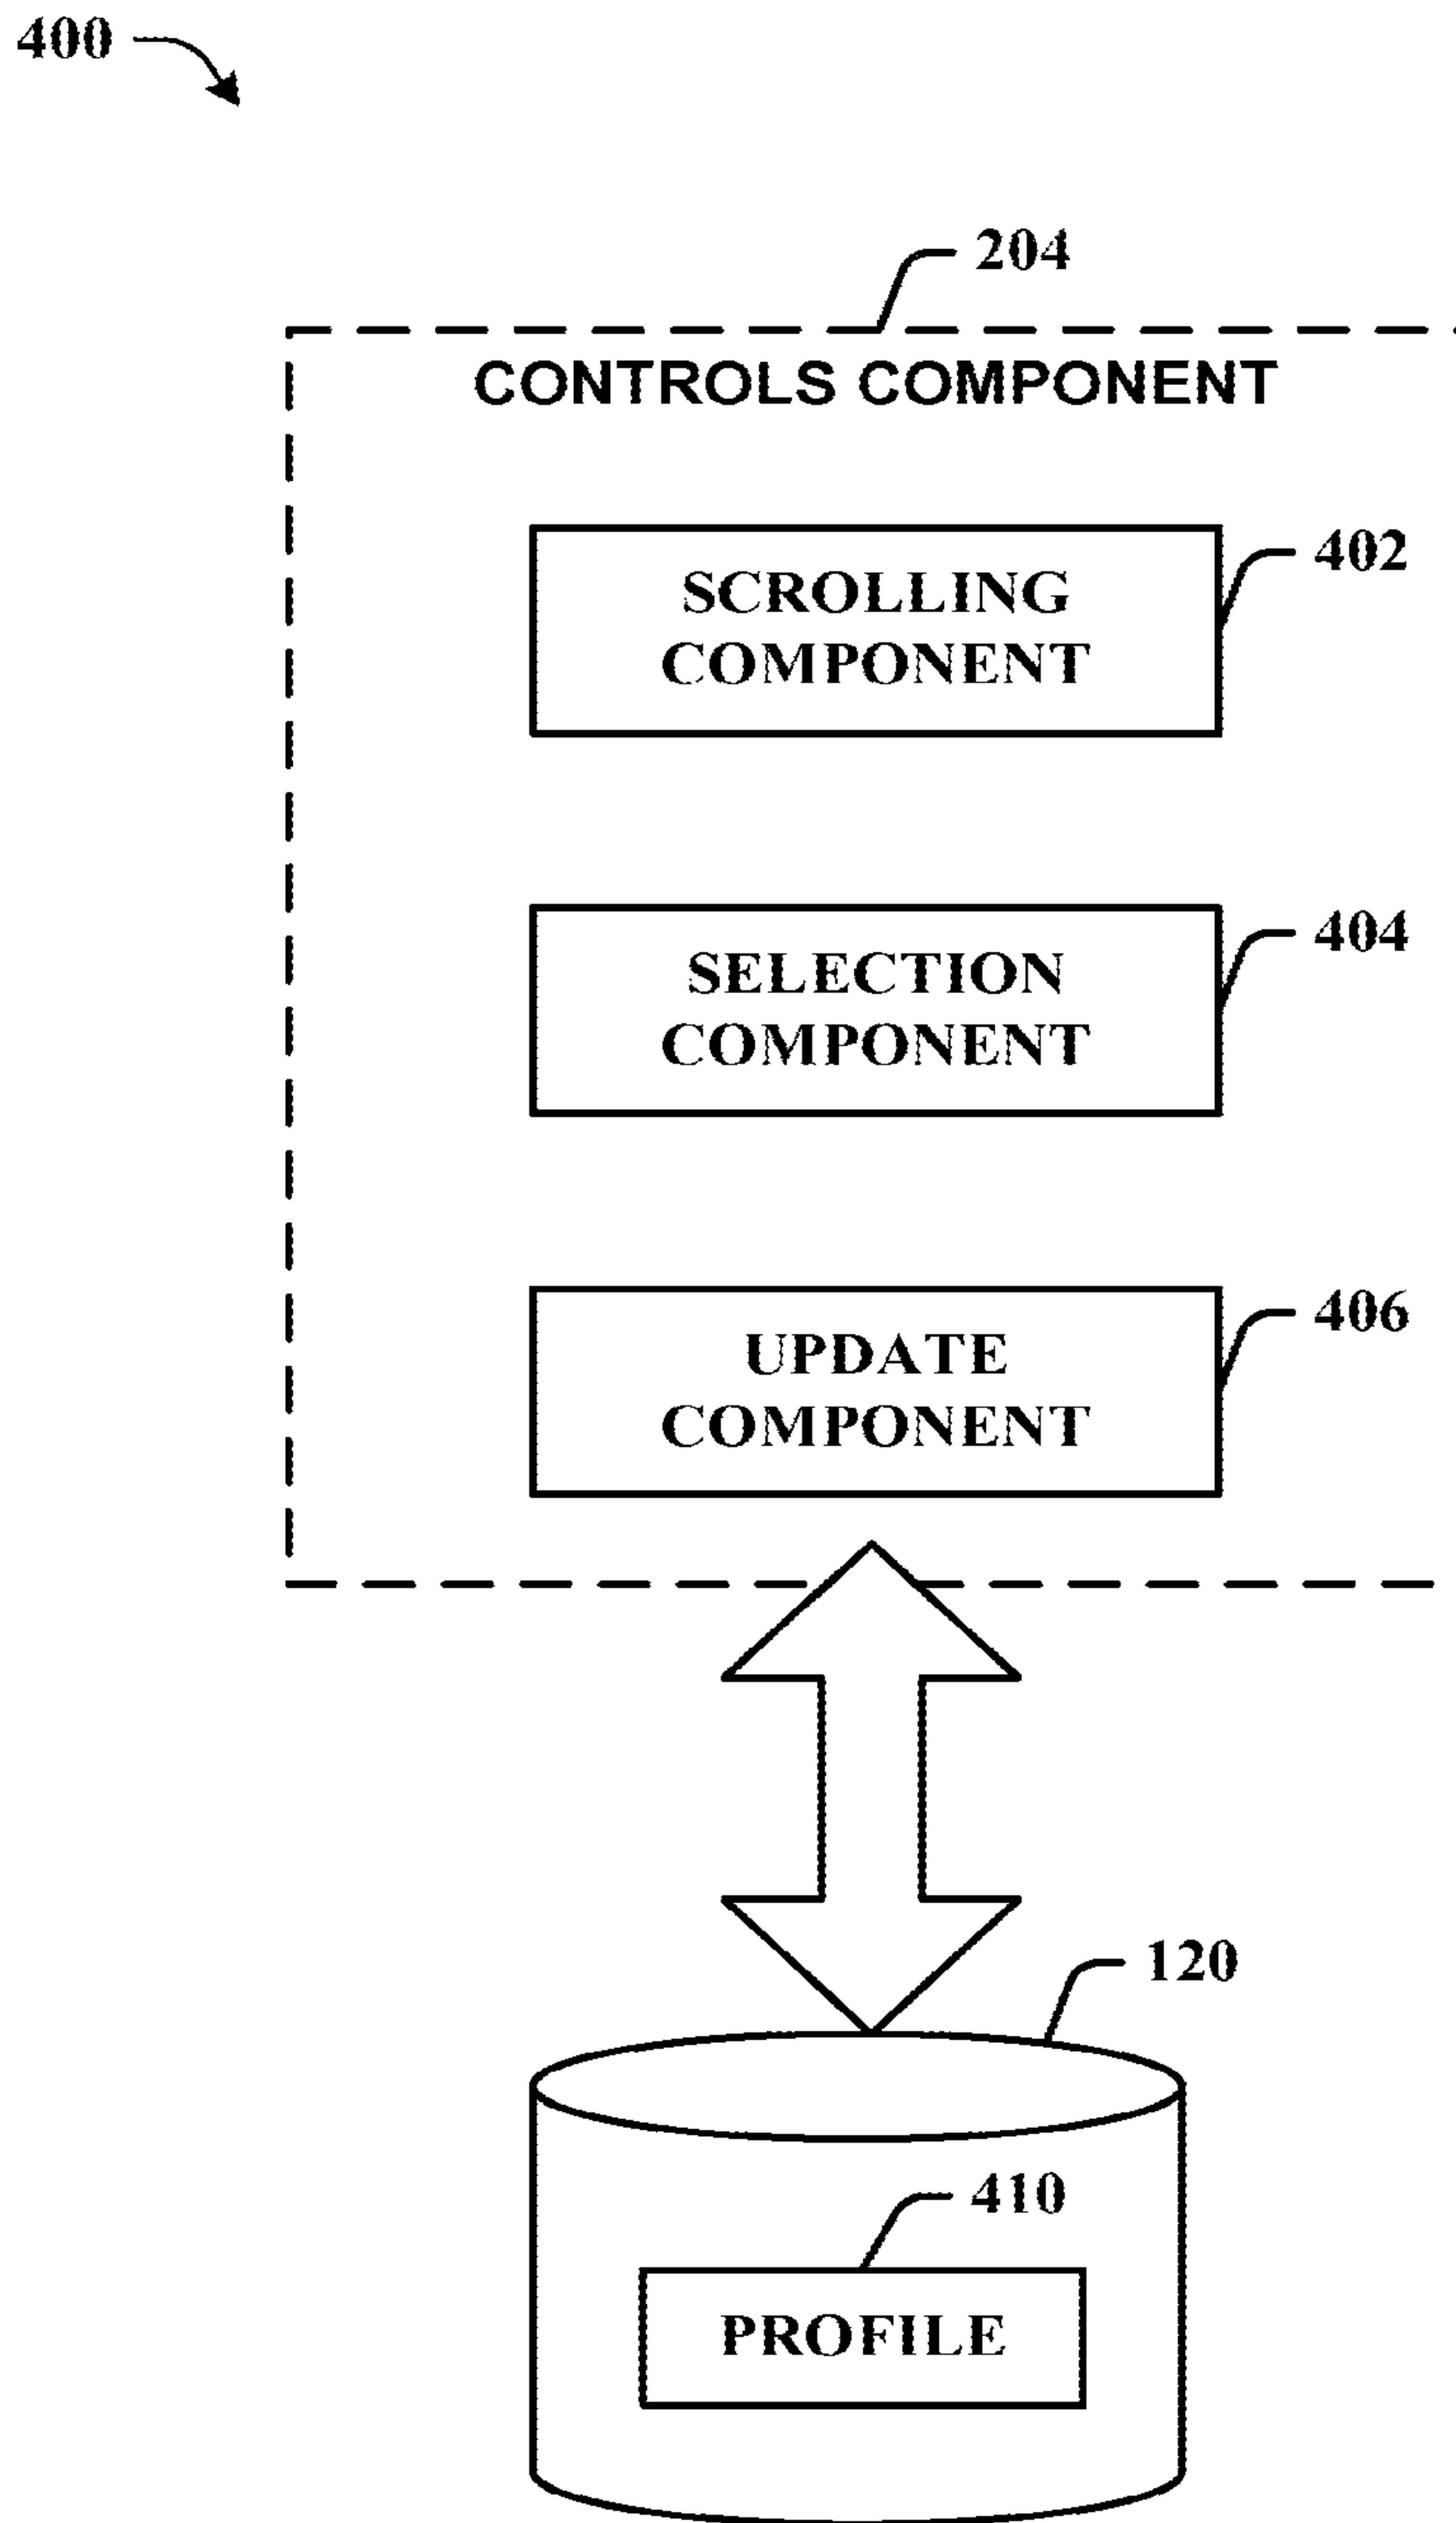 400
204
CONTROLS COMPONENT
402
SCROLLING
COMPONENT
404
SELECTION
COMPONENT
406
UPDATE
COMPONENT
120
410
PROFILE